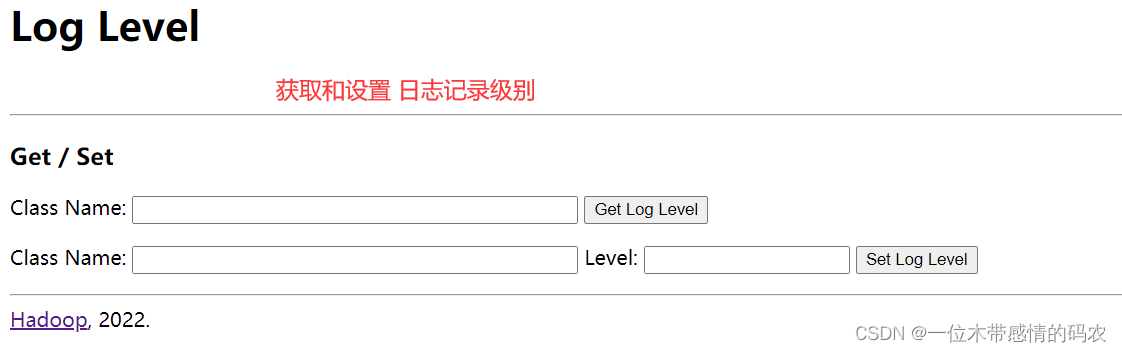 Log Level
获取和设置 日志记录级别
Get / Set
Class Name: Get Log Level
Class Name: Level: Set Log Level
Hadoop, 2022.
CSDN @一位木带感情的码农